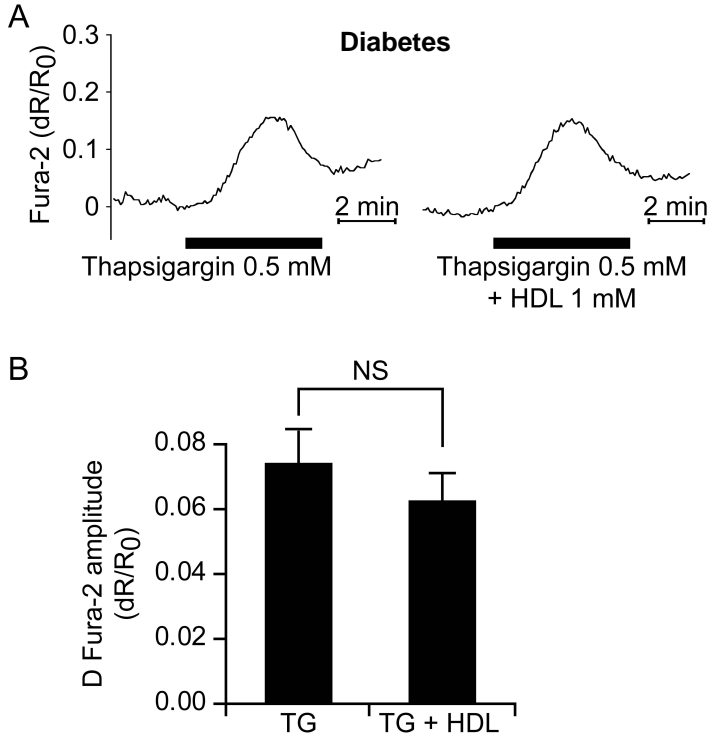 A
Diabetes
Fura-2 (dR/R0)
0.3
0.2
0.1
0
2 min
2 min
Thapsigargin 0.5 mM
Thapsigargin 0.5 mM
+ HDL 1 mM
B
NS
D Fura-2 amplitude
(dR/R0)
0.08
0.06
0.04
0.02
0.00
TG
TG + HDL